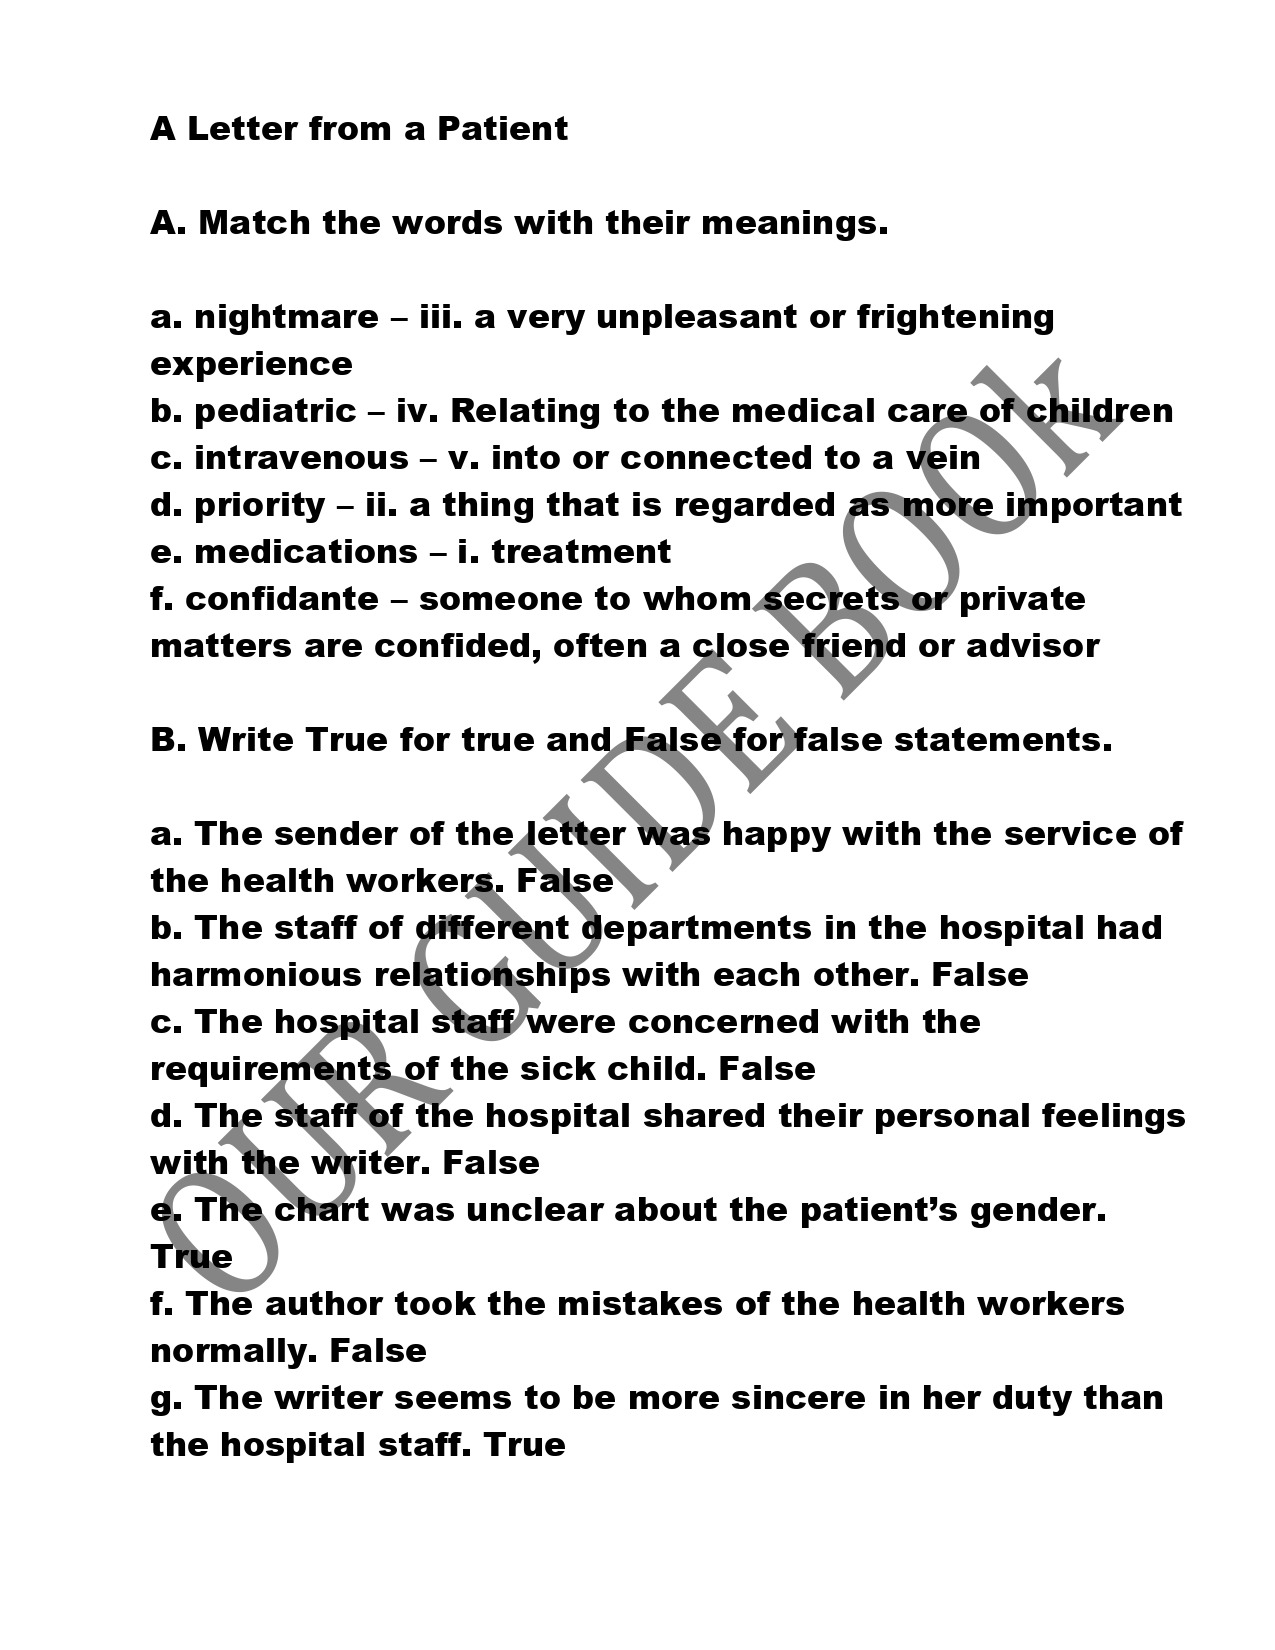 A Letter from a Patient
A. Match the words with their meanings.
a. nightmare – iii. a very unpleasant or frightening
experience
b. pediatric – iv. Relating to the medical care of children
c. intravenous – v. into or connected to a vein
d. priority – ii. a thing that is regarded as more important
e. medications – i. treatment
f. confidante – someone to whom secrets or private
matters are confided, often a close friend or advisor
B. Write True for true and False for false statements.
a. The sender of the letter was happy with the service of
the health workers. False
b. The staff of different departments in the hospital had
harmonious relationships with each other. False
c. The hospital staff were concerned with the
requirements of the sick child. False
d. The staff of the hospital shared their personal feelings
with the writer. False
e. The chart was unclear about the patient’s gender.
True
f. The author took the mistakes of the health workers
normally. False
g. The writer seems to be more sincere in her duty than
the hospital staff. True
OUR GUIDE BOOk